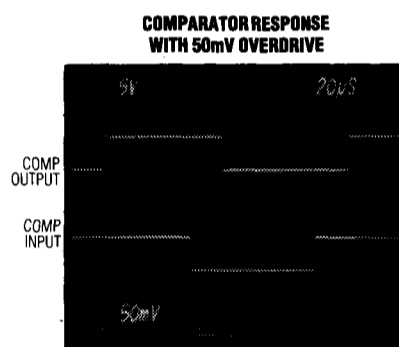 COMPARATOR RESPONSE
WITH 50mV OVERDRIVE
5V 20µS
COMP
OUTPUT
COMP
INPUT
50mV